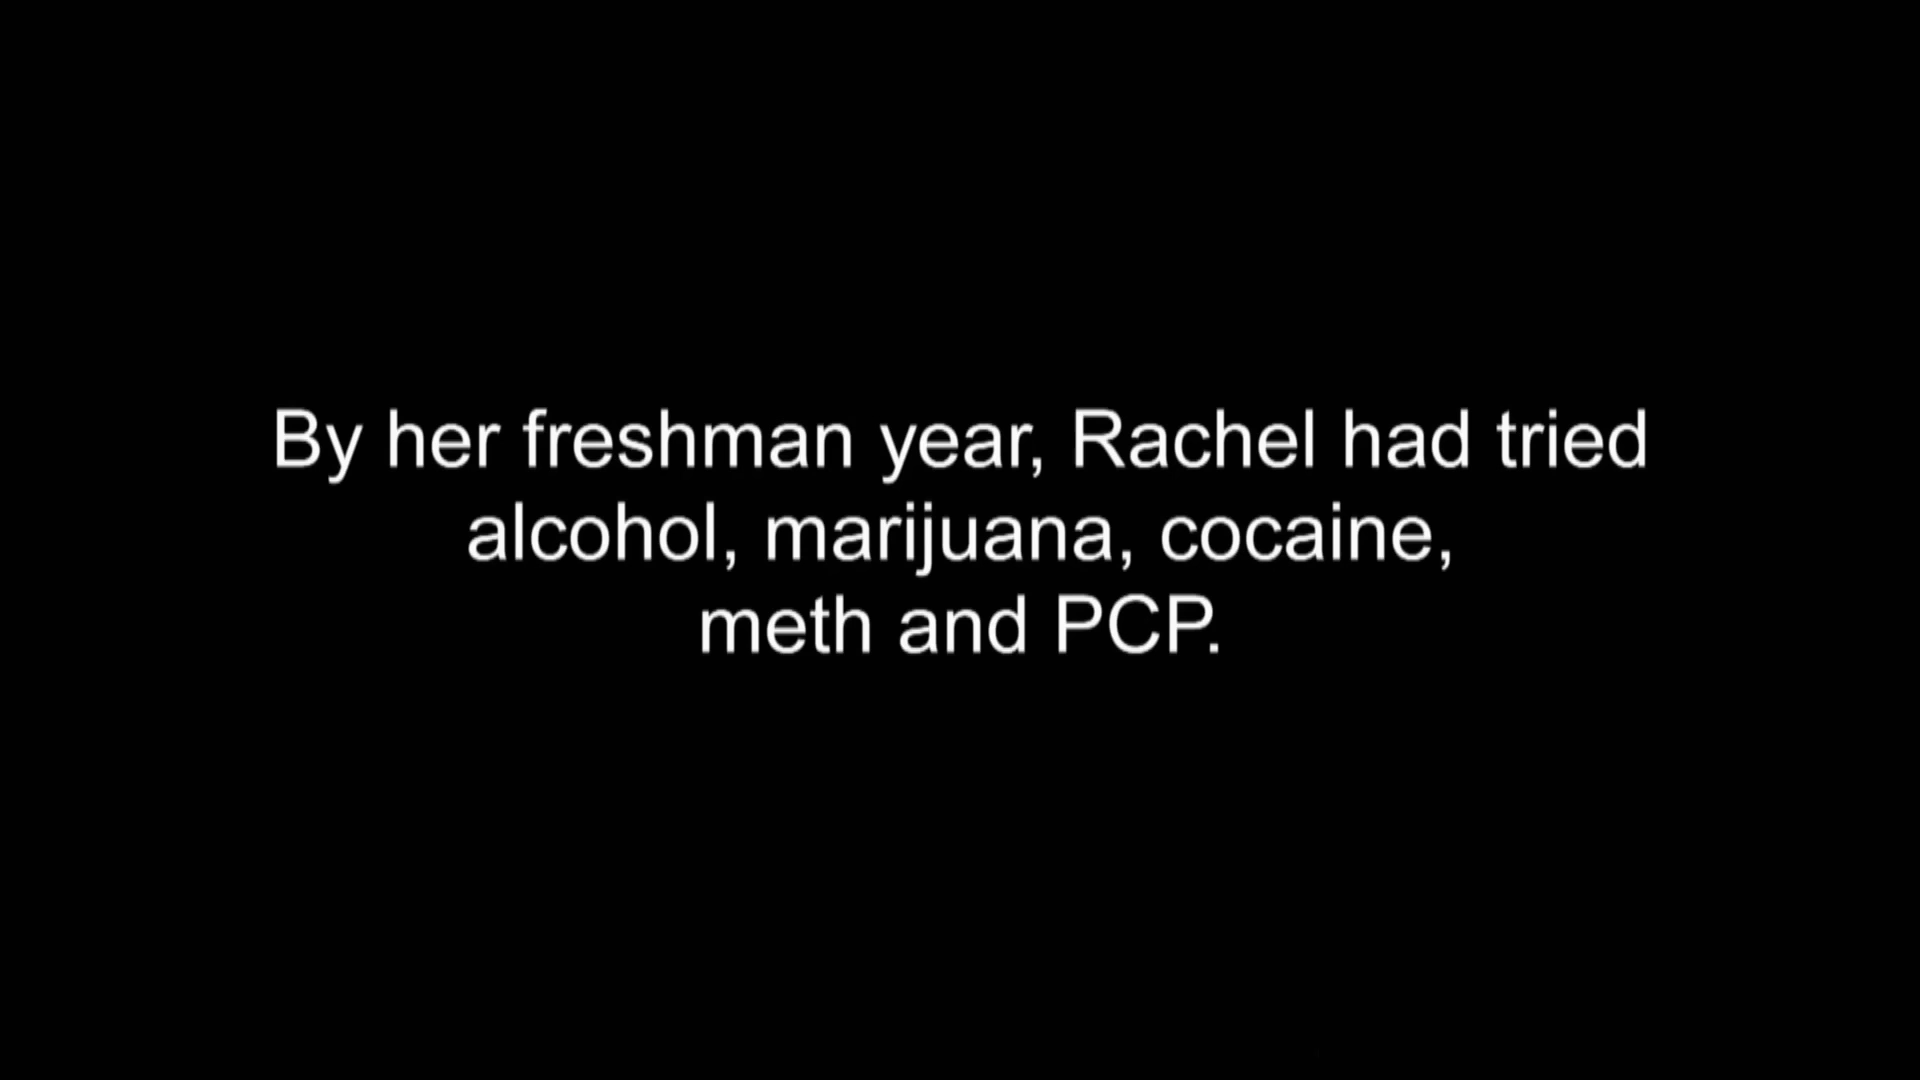 By her freshman year, Rachel had tried
alcohol, marijuana, cocaine,
meth and PCP.